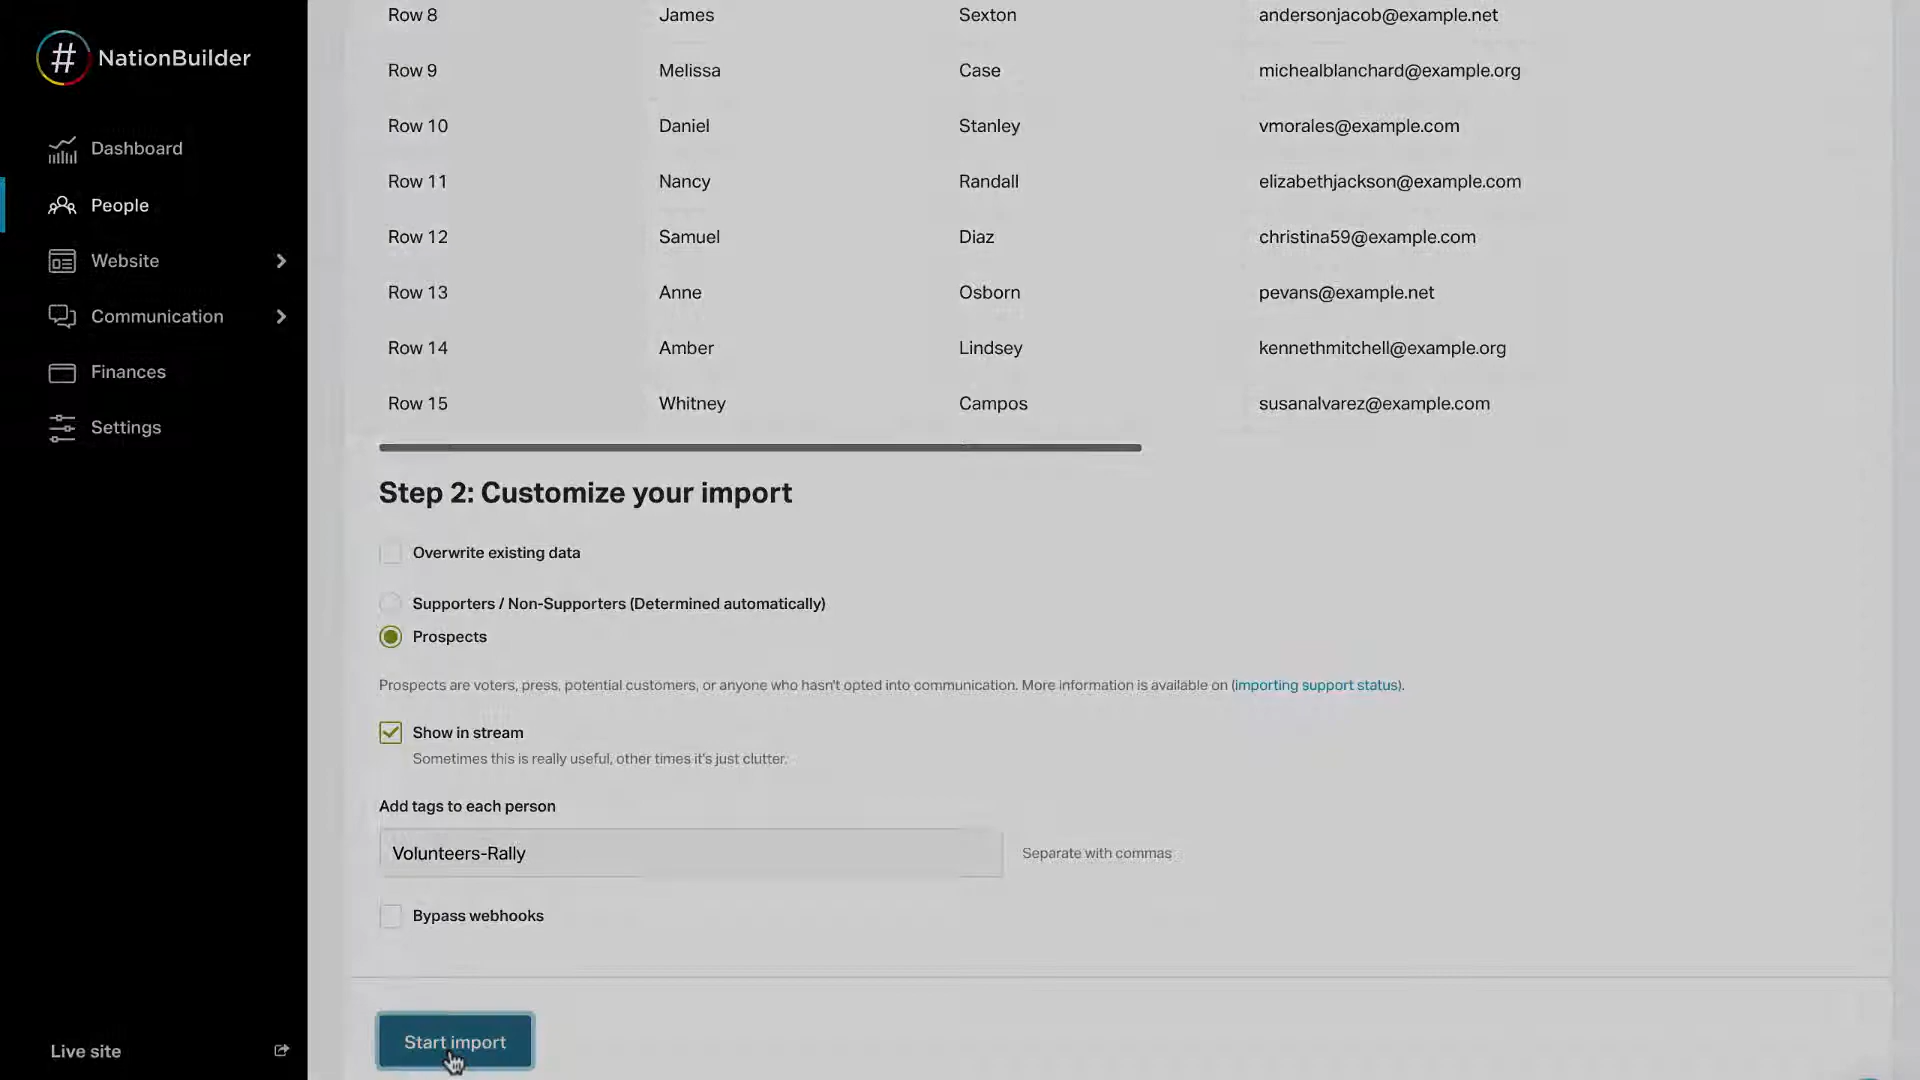 # NationBuilder
Dashboard
People
Website
Communication
Finances
Settings
Live site
Row 8 James Sexton andersonjacob@example.net
Row 9 Melissa Case michealblanchard@example.org
Row 10 Daniel Stanley vmorales@example.com
Row 11 Nancy Randall elizabethjackson@example.com
Row 12 Samuel Diaz christina59@example.com
Row 13 Anne Osborn pevans@example.net
Row 14 Amber Lindsey kennethmitchell@example.org
Row 15 Whitney Campos susanalvarez@example.com
Step 2: Customize your import
Overwrite existing data
Supporters / Non-Supporters (Determined automatically)
Prospects
Prospects are voters, press, potential customers, or anyone who hasn't opted into communication. More information is available on (importing support status).
Show in stream
Sometimes this is really useful, other times it's just clutter.
Add tags to each person
Volunteers-Rally Separate with commas
Bypass webhooks
Start import